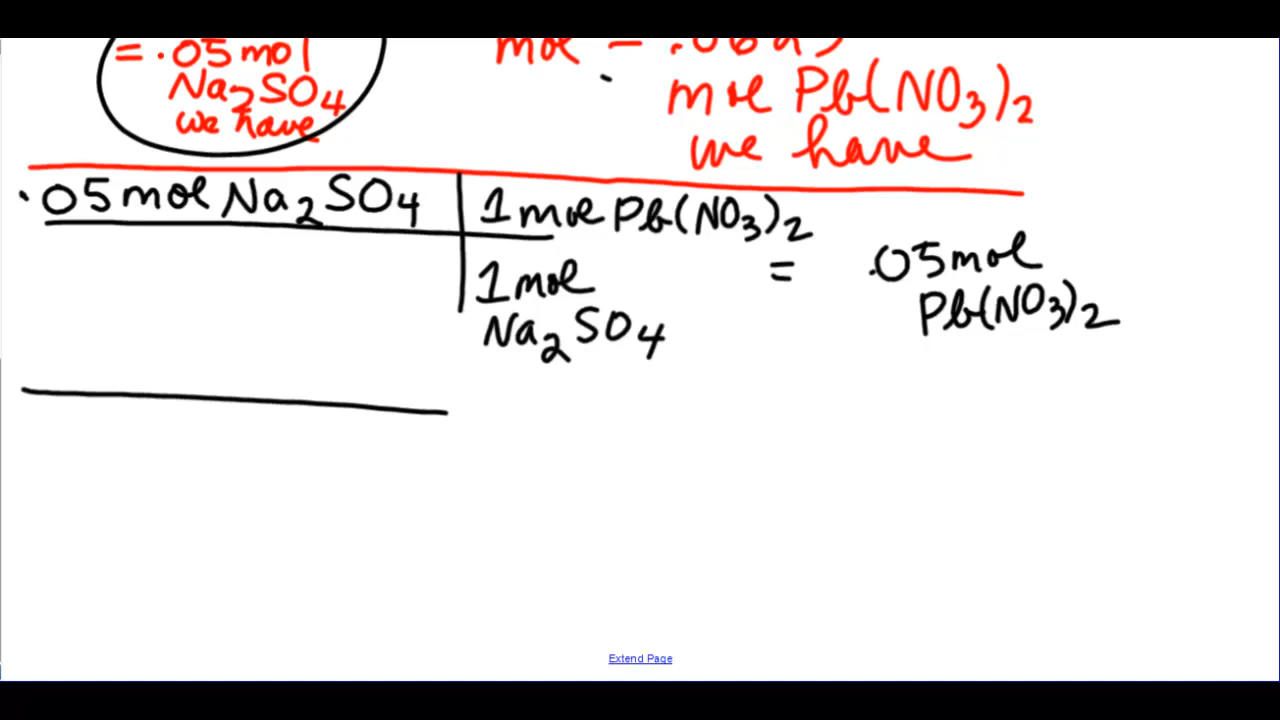 = .05 mol
Na2SO4
we have
mol =
mol Pb(NO3)2
we have
.05 mol Na2SO4
1 mol Pb(NO3)2
1 mol
Na2SO4
= .05 mol
Pb(NO3)2
Extend Page